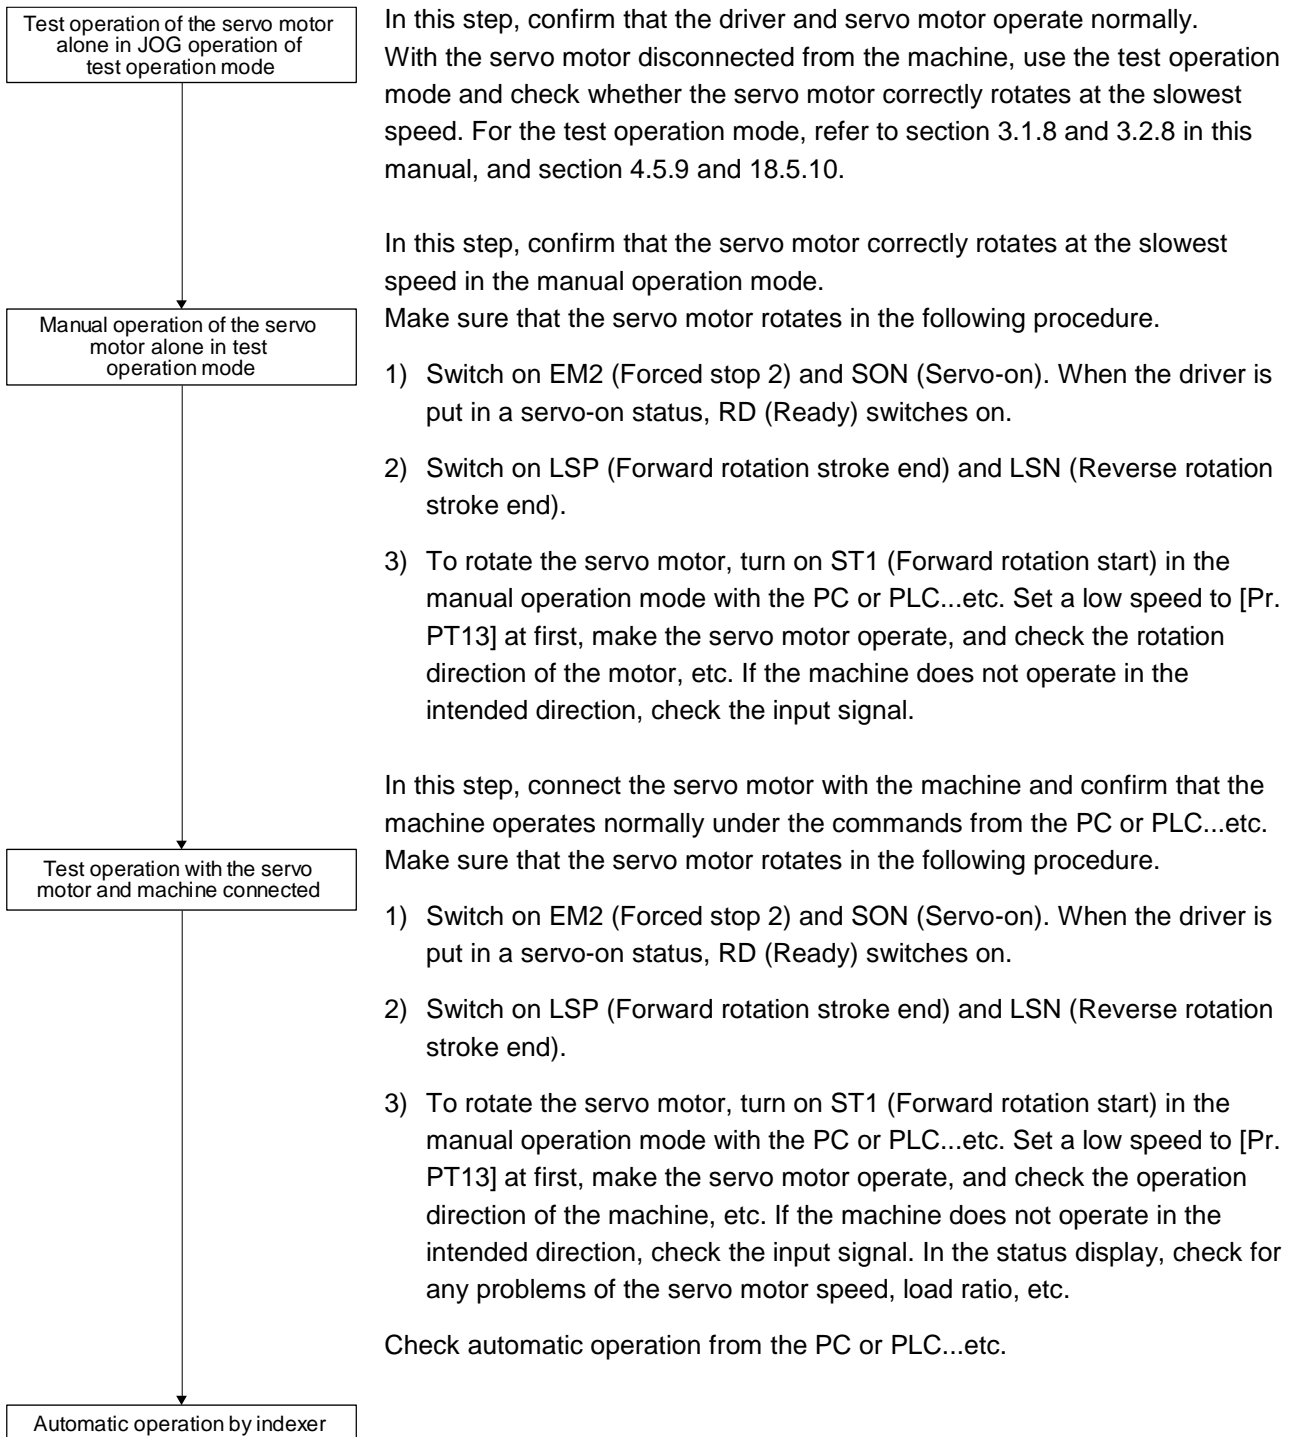 Test operation of the servo motor
alone in JOG operation of
test operation mode
In this step, confirm that the driver and servo motor operate normally.
With the servo motor disconnected from the machine, use the test operation
mode and check whether the servo motor correctly rotates at the slowest
speed. For the test operation mode, refer to section 3.1.8 and 3.2.8 in this
manual, and section 4.5.9 and 18.5.10.
Manual operation of the servo
motor alone in test
operation mode
In this step, confirm that the servo motor correctly rotates at the slowest
speed in the manual operation mode.
Make sure that the servo motor rotates in the following procedure.
1) Switch on EM2 (Forced stop 2) and SON (Servo-on). When the driver is
put in a servo-on status, RD (Ready) switches on.
2) Switch on LSP (Forward rotation stroke end) and LSN (Reverse rotation
stroke end).
3) To rotate the servo motor, turn on ST1 (Forward rotation start) in the
manual operation mode with the PC or PLC...etc. Set a low speed to [Pr.
PT13] at first, make the servo motor operate, and check the rotation
direction of the motor, etc. If the machine does not operate in the
intended direction, check the input signal.
Test operation with the servo
motor and machine connected
In this step, connect the servo motor with the machine and confirm that the
machine operates normally under the commands from the PC or PLC...etc.
Make sure that the servo motor rotates in the following procedure.
1) Switch on EM2 (Forced stop 2) and SON (Servo-on). When the driver is
put in a servo-on status, RD (Ready) switches on.
2) Switch on LSP (Forward rotation stroke end) and LSN (Reverse rotation
stroke end).
3) To rotate the servo motor, turn on ST1 (Forward rotation start) in the
manual operation mode with the PC or PLC...etc. Set a low speed to [Pr.
PT13] at first, make the servo motor operate, and check the operation
direction of the machine, etc. If the machine does not operate in the
intended direction, check the input signal. In the status display, check for
any problems of the servo motor speed, load ratio, etc.
Check automatic operation from the PC or PLC...etc.
Automatic operation by indexer